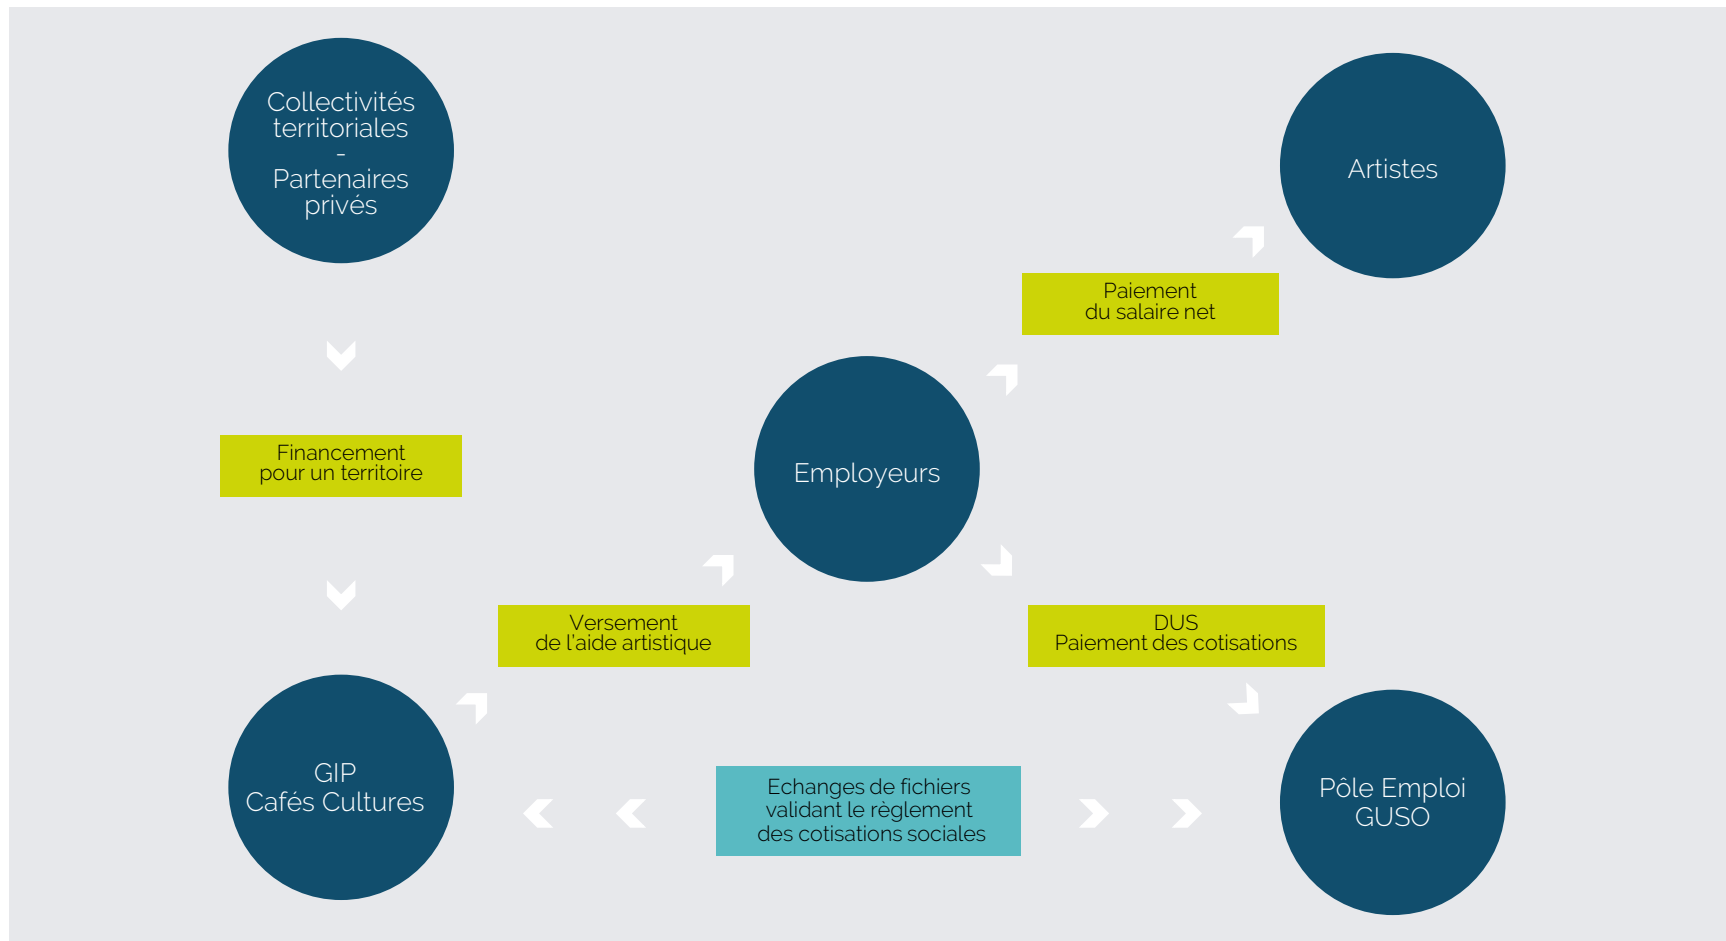 Collectivités
territoriales
-
Partenaires
privés
Artistes
Paiement
du salaire net
Employeurs
Financement
pour un territoire
Versement
de l'aide artistique
DUS
Paiement des cotisations
GIP
Cafés Cultures
Echanges de fichiers
validant le règlement
des cotisations sociales
Pôle Emploi
GUSO